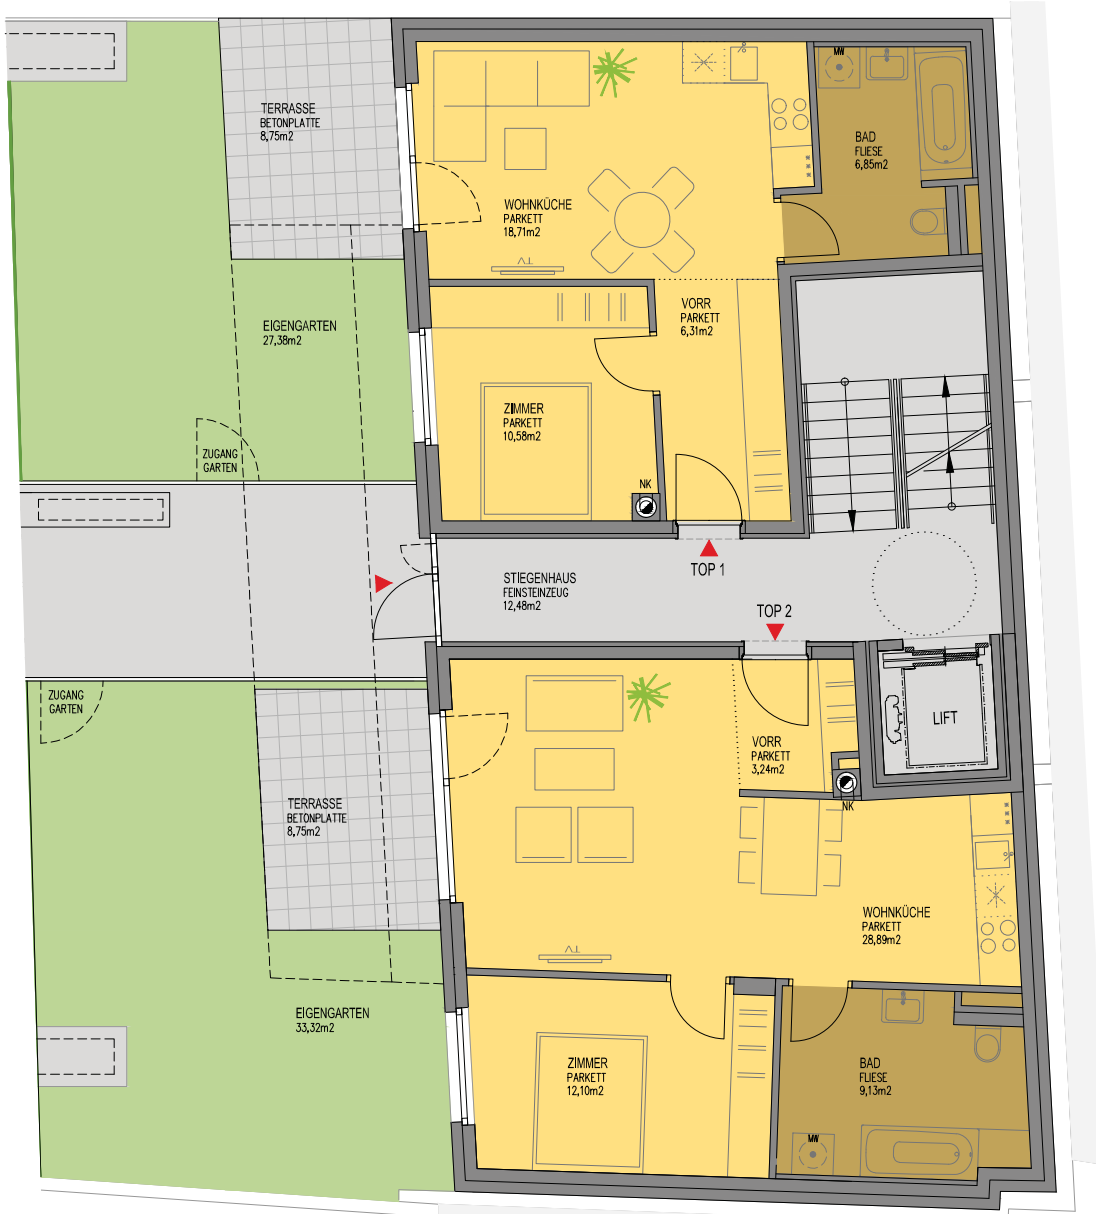 TERRASSE
BETONPLATTE
8,75m2
WOHNKÜCHE
PARKETT
18,71m2
TV
MW
BAD
FLIESE
6,85m2
EIGENGARTEN
27,38m2
VORR
PARKETT
6,31m2
ZIMMER
PARKETT
10,58m2
NK
ZUGANG
GARTEN
STIEGENHAUS
FEINSTEINZEUG
12,48m2
TOP 1
TOP 2
LIFT
ZUGANG
GARTEN
VORR
PARKETT
3,24m2
NK
TERRASSE
BETONPLATTE
8,75m2
WOHNKÜCHE
PARKETT
28,89m2
TV
EIGENGARTEN
33,32m2
ZIMMER
PARKETT
12,10m2
BAD
FLIESE
9,13m2
MW